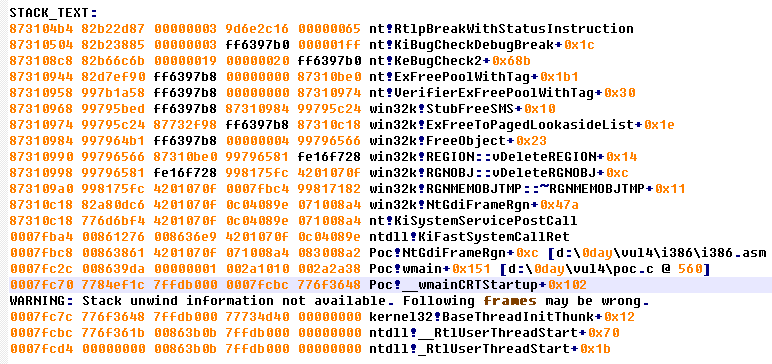 STACK_TEXT:
873104b4 82b22d87 00000003 9d6e2c16 00000065 nt!RtlpBreakWithStatusInstruction
87310504 82b23885 00000003 ff6397b0 000001ff nt!KiBugCheckDebugBreak+0x1c
873108c8 82b66c6b 00000019 00000020 ff6397b0 nt!KeBugCheck2+0x68b
87310944 82d7ef90 ff6397b8 00000000 87310be0 nt!ExFreePoolWithTag+0x1b1
87310958 997b1a58 ff6397b8 00000000 87310974 nt!VerifierExFreePoolWithTag+0x30
87310968 99795bed ff6397b8 87310984 99795c24 win32k!StubFreeSMS+0x10
87310974 99795c24 87732f98 ff6397b8 87310c18 win32k!ExFreeToPagedLookasideList+0x1e
87310984 997964b1 ff6397b8 00000004 99796566 win32k!FreeObject+0x23
87310990 99796566 87310be0 99796581 fe16f728 win32k!REGION::vDeleteREGION+0x14
87310998 99796581 fe16f728 998175fc 4201070f win32k!RGNOBJ::vDeleteRGNOBJ+0xc
873109a0 998175fc 4201070f 0007fbc4 99817182 win32k!RGNMEMOBJTMP::~RGNMEMOBJTMP+0x11
87310c18 82a80dc6 4201070f 0c04089e 071008a4 win32k!NtGdiFrameRgn+0x47a
87310c18 776d6bf4 4201070f 0c04089e 071008a4 nt!KiSystemServicePostCall
0007fba4 00861276 008636e9 4201070f 0c04089e ntdll!KiFastSystemCallRet
0007fbc8 00863861 4201070f 071008a4 083008a2 Poc!NtGdiFrameRgn+0xc [d:\0day\vul4\i386\i386.asm
0007fc2c 008639da 00000001 002a1010 002a2a38 Poc!wmain+0x151 [d:\0day\vul4\poc.c @ 560]
0007fc70 7784ef1c 7ffdb000 0007fcbc 776f3648 Poc!__wmainCRTStartup+0x102
WARNING: Stack unwind information not available. Following frames may be wrong.
0007fc7c 776f3648 7ffdb000 77734d40 00000000 kernel32!BaseThreadInitThunk+0x12
0007fcbc 776f361b 00863b0b 7ffdb000 00000000 ntdll!__RtlUserThreadStart+0x70
0007fcd4 00000000 00863b0b 7ffdb000 00000000 ntdll!_RtlUserThreadStart+0x1b